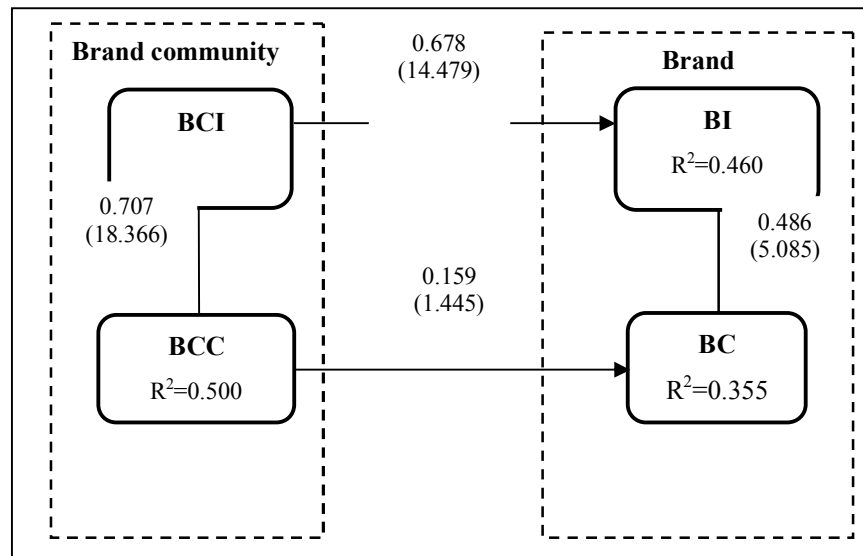 Brand community
0.678
(14.479)
Brand
BCI
BI
R²=0.460
0.707
(18.366)
0.486
(5.085)
0.159
(1.445)
BCC
R²=0.500
BC
R²=0.355